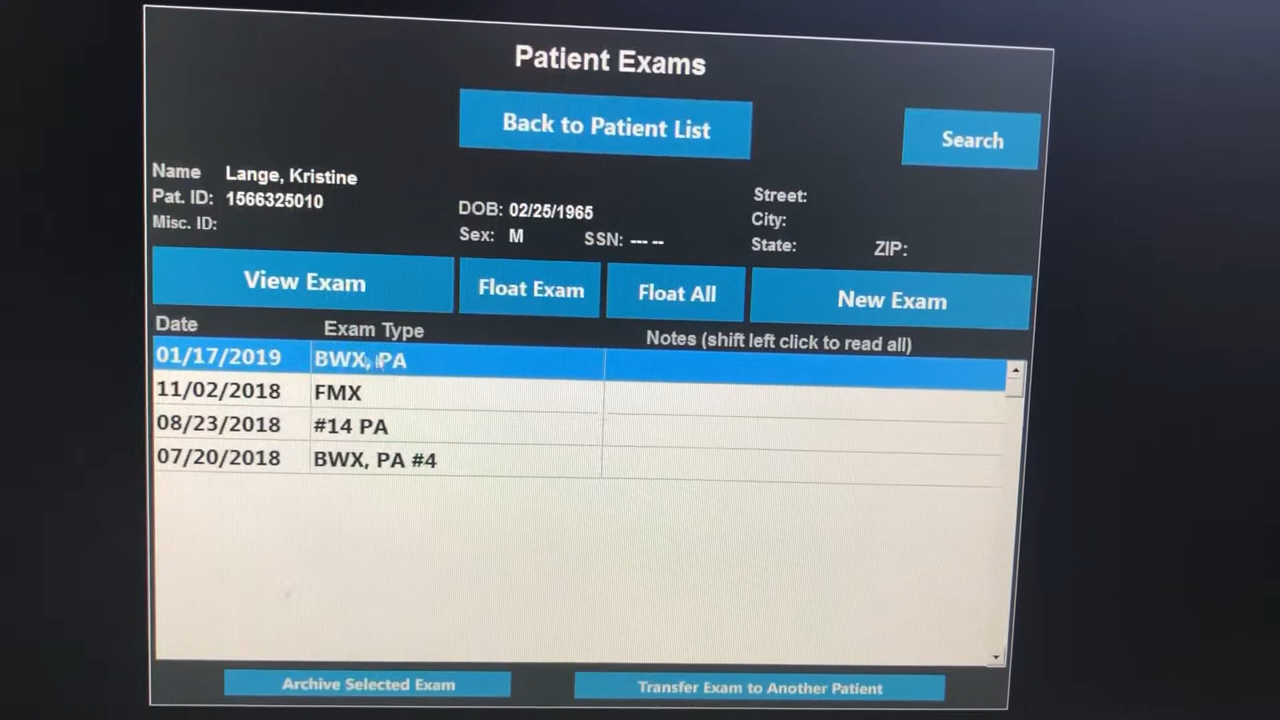 Patient Exams
Back to Patient List
Search
Name Lange, Kristine
Pat. ID: 1566325010
Misc. ID:
DOB: 02/25/1965
Sex: M SSN: --- --
Street:
City:
State: ZIP:
View Exam
Float Exam
Float All
New Exam
Date Exam Type Notes (shift left click to read all)
01/17/2019 BWX, PA
11/02/2018 FMX
08/23/2018 #14 PA
07/20/2018 BWX, PA #4
Archive Selected Exam
Transfer Exam to Another Patient